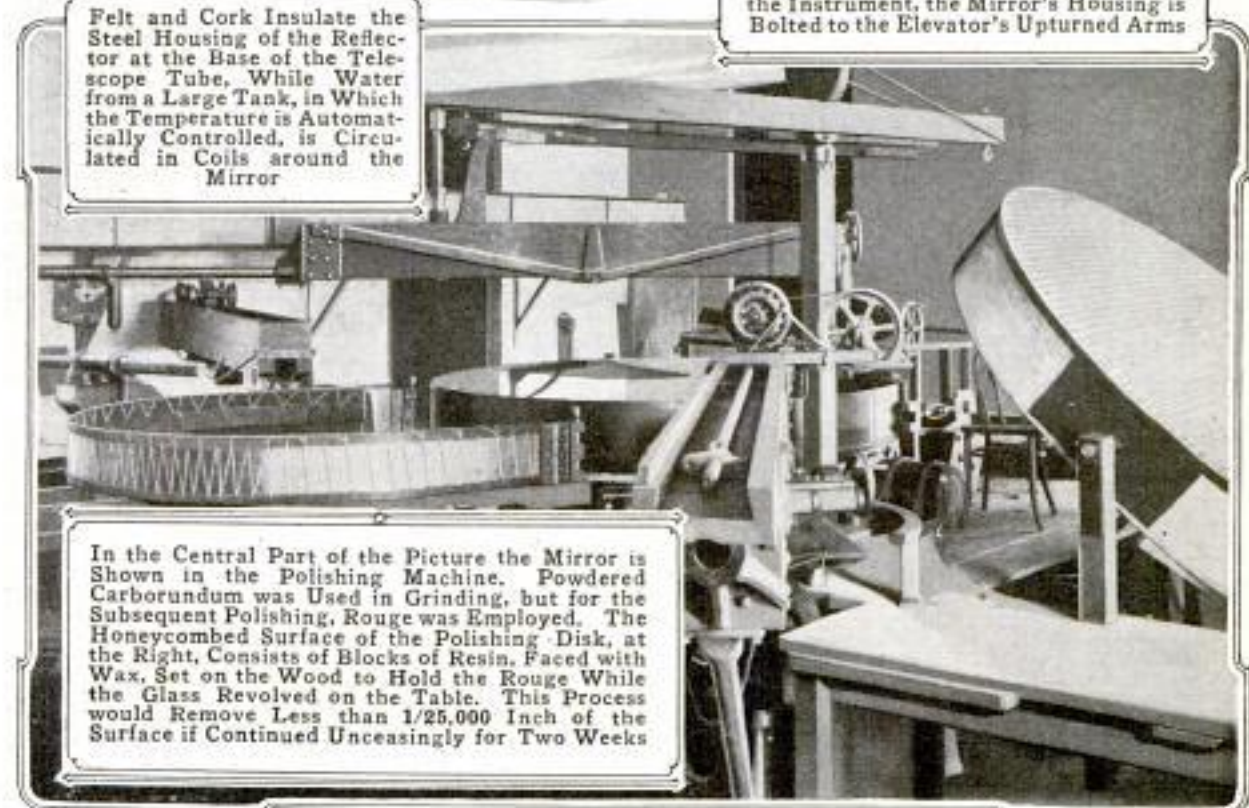 Felt and Cork Insulate the
Steel Housing of the Reflec-
tor at the Base of the Tele-
scope Tube, While Water
from a Large Tank, in Which
the Temperature is Automat-
ically Controlled, is Circu-
lated in Coils around the
Mirror
the Instrument, the Mirror's Housing is
Bolted to the Elevator's Upturned Arms
In the Central Part of the Picture the Mirror is
Shown in the Polishing Machine. Powdered
Carborundum was Used in Grinding, but for the
Subsequent Polishing, Rouge was Employed. The
Honeycombed Surface of the Polishing Disk, at
the Right, Consists of Blocks of Resin, Faced with
Wax, Set on the Wood to Hold the Rouge While
the Glass Revolved on the Table. This Process
would Remove Less than 1/25,000 Inch of the
Surface if Continued Unceasingly for Two Weeks